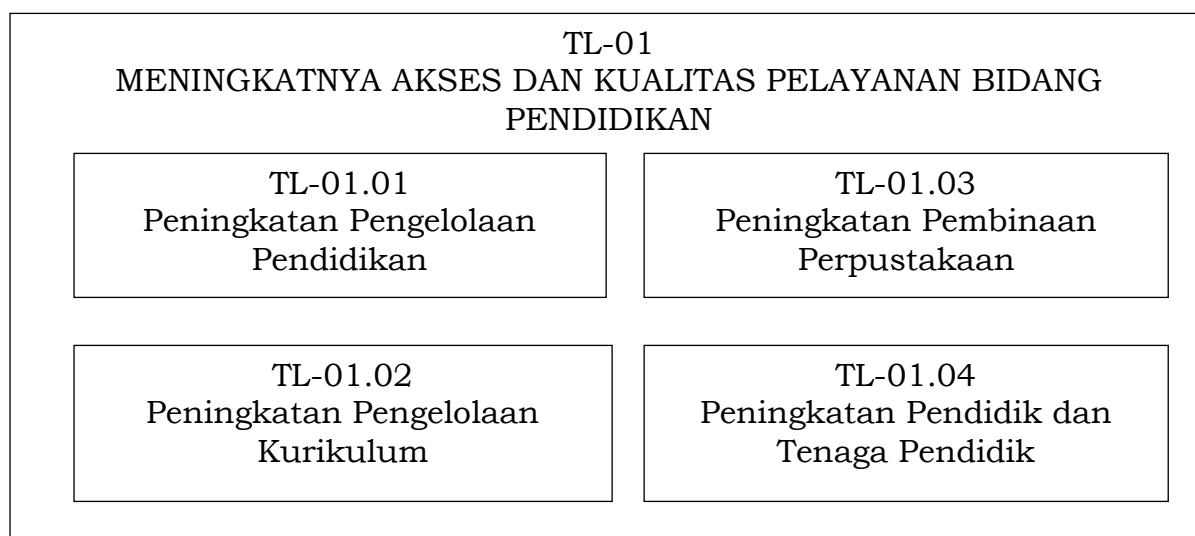 TL-01
MENINGKATNYA AKSES DAN KUALITAS PELAYANAN BIDANG
PENDIDIKAN
TL-01.01
Peningkatan Pengelolaan
Pendidikan
TL-01.03
Peningkatan Pembinaan
Perpustakaan
TL-01.02
Peningkatan Pengelolaan
Kurikulum
TL-01.04
Peningkatan Pendidik dan
Tenaga Pendidik